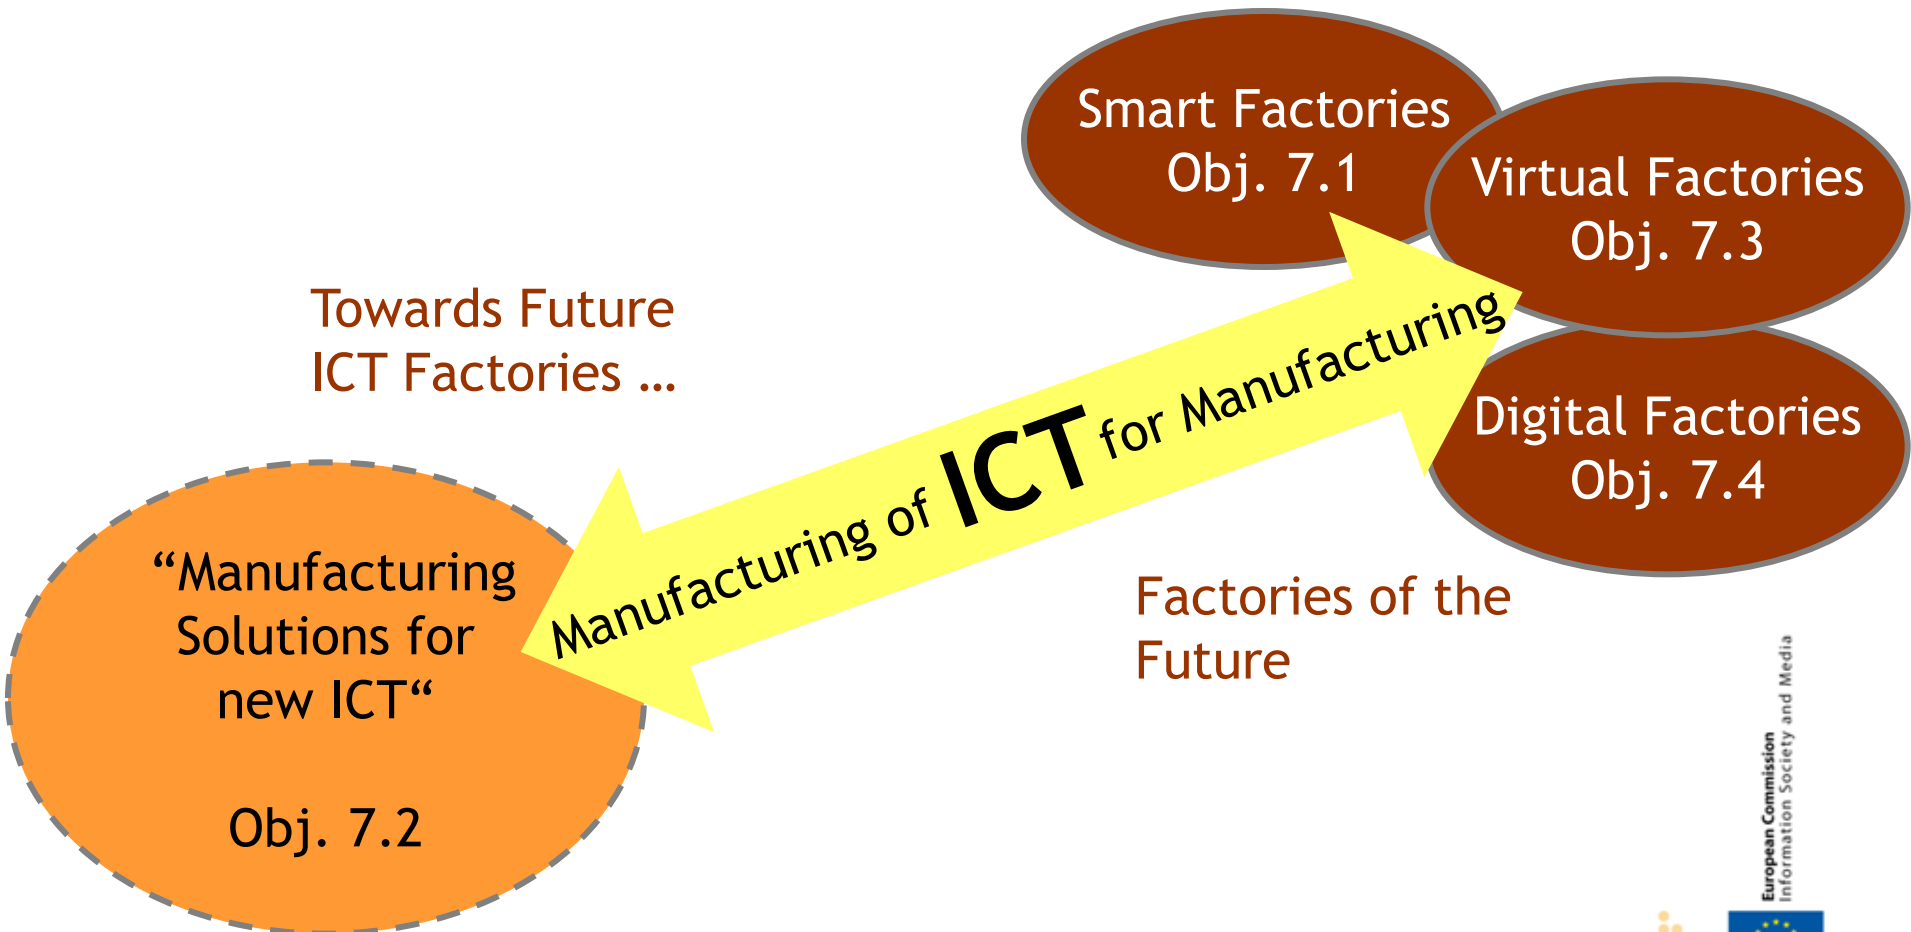 Smart Factories
Obj. 7.1
Virtual Factories
Obj. 7.3
Towards Future
ICT Factories …
Manufacturing of ICT for Manufacturing
Digital Factories
Obj. 7.4
“Manufacturing
Solutions for
new ICT“
Obj. 7.2
Factories of the
Future
European Commission
Information Society and Media